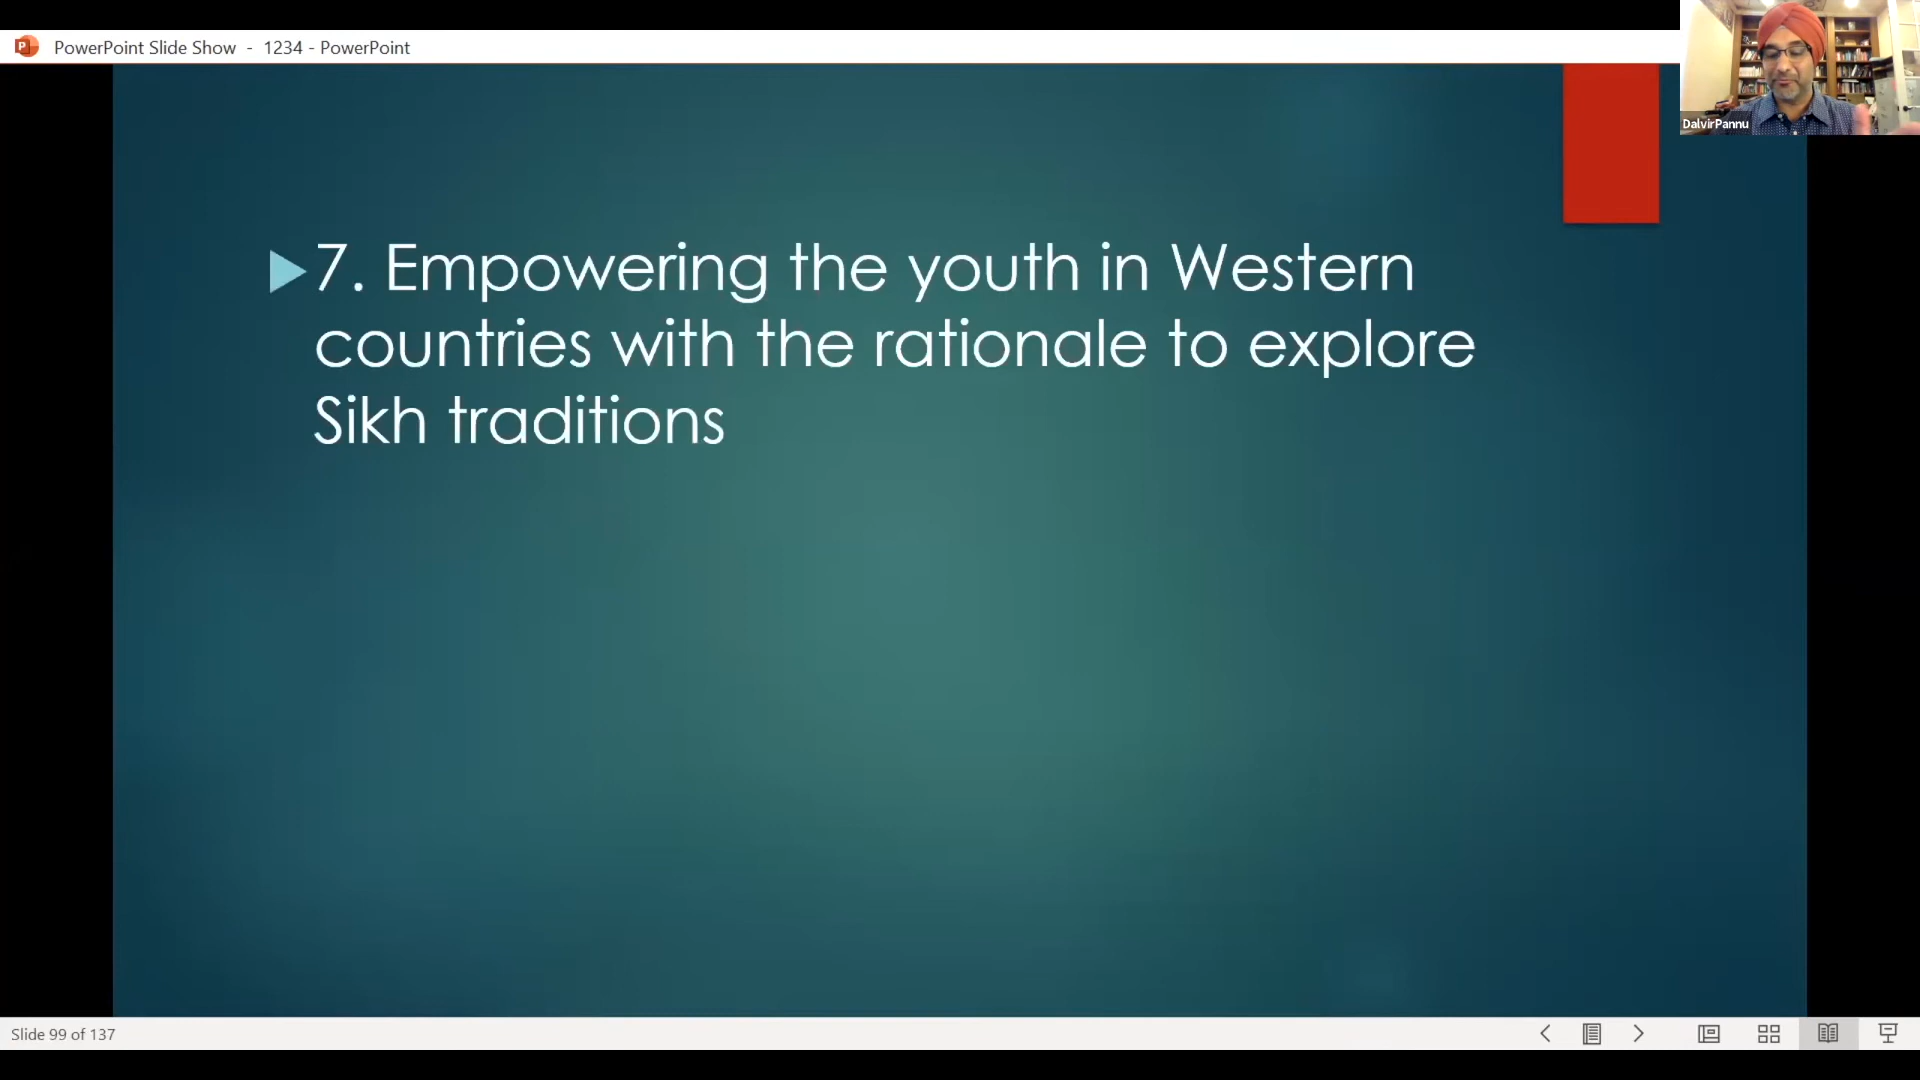 PowerPoint Slide Show - 1234 - PowerPoint
DalvirPannu
7. Empowering the youth in Western
countries with the rationale to explore
Sikh traditions
Slide 99 of 137